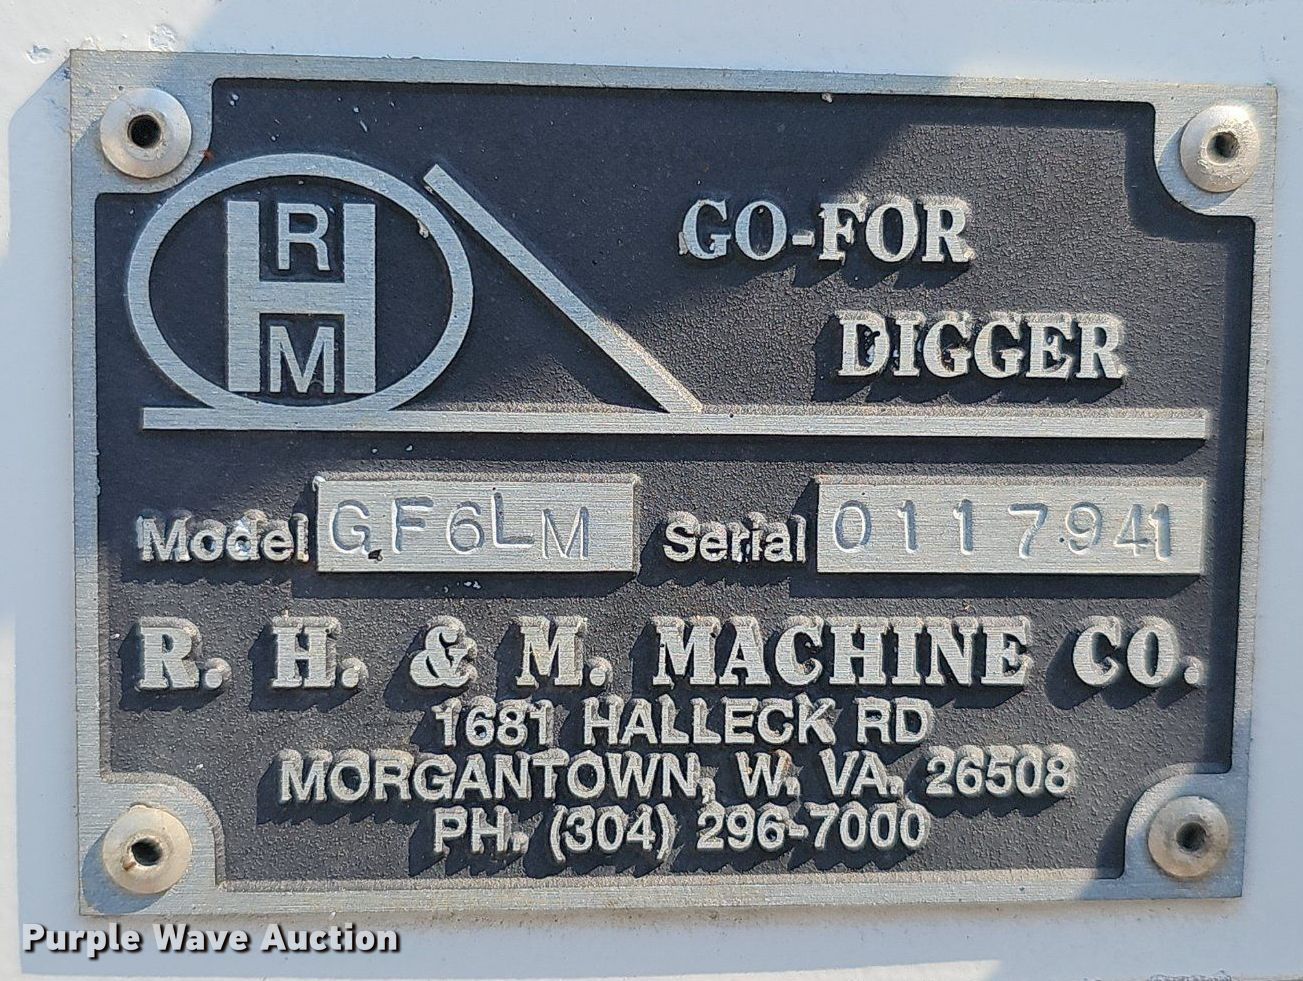 R
H
M
GO-FOR
DIGGER
Model GF6LM Serial 0117941
R. H. & M. MACHINE CO.
1681 HALLECK RD
MORGANTOWN, W. VA. 26508
PH. (304) 296-7000
Purple Wave Auction